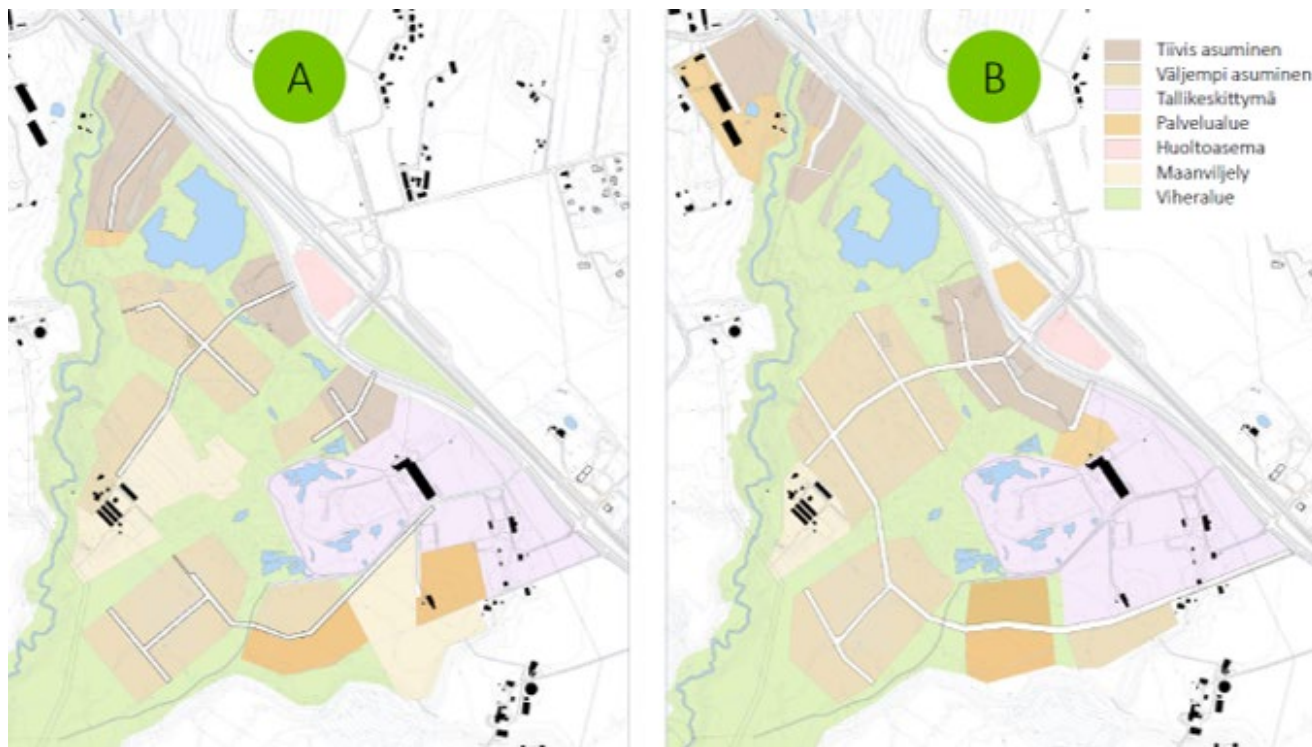 A
B
Tiivis asuminen
Väljempi asuminen
Tallikeskittymä
Palvelualue
Huoltoasema
Maanviljely
Viheralue